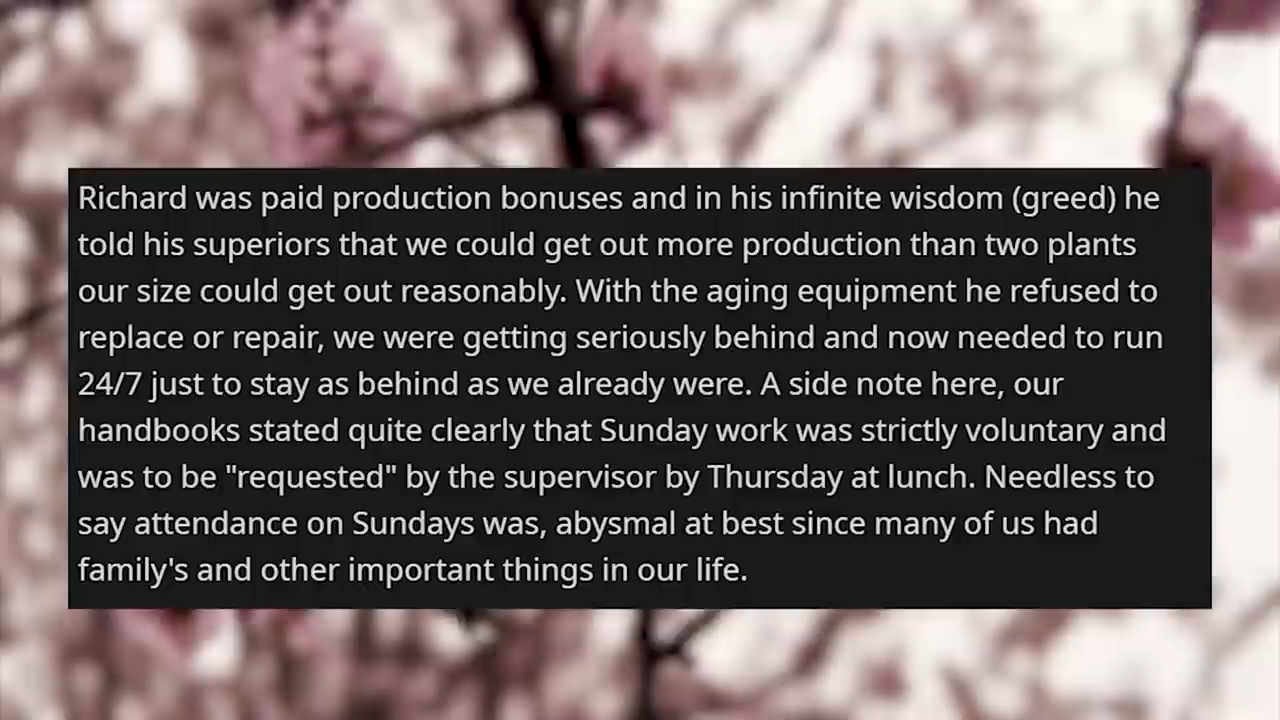 Richard was paid production bonuses and in his infinite wisdom (greed) he
told his superiors that we could get out more production than two plants
our size could get out reasonably. With the aging equipment he refused to
replace or repair, we were getting seriously behind and now needed to run
24/7 just to stay as behind as we already were. A side note here, our
handbooks stated quite clearly that Sunday work was strictly voluntary and
was to be "requested" by the supervisor by Thursday at lunch. Needless to
say attendance on Sundays was, abysmal at best since many of us had
family's and other important things in our life.